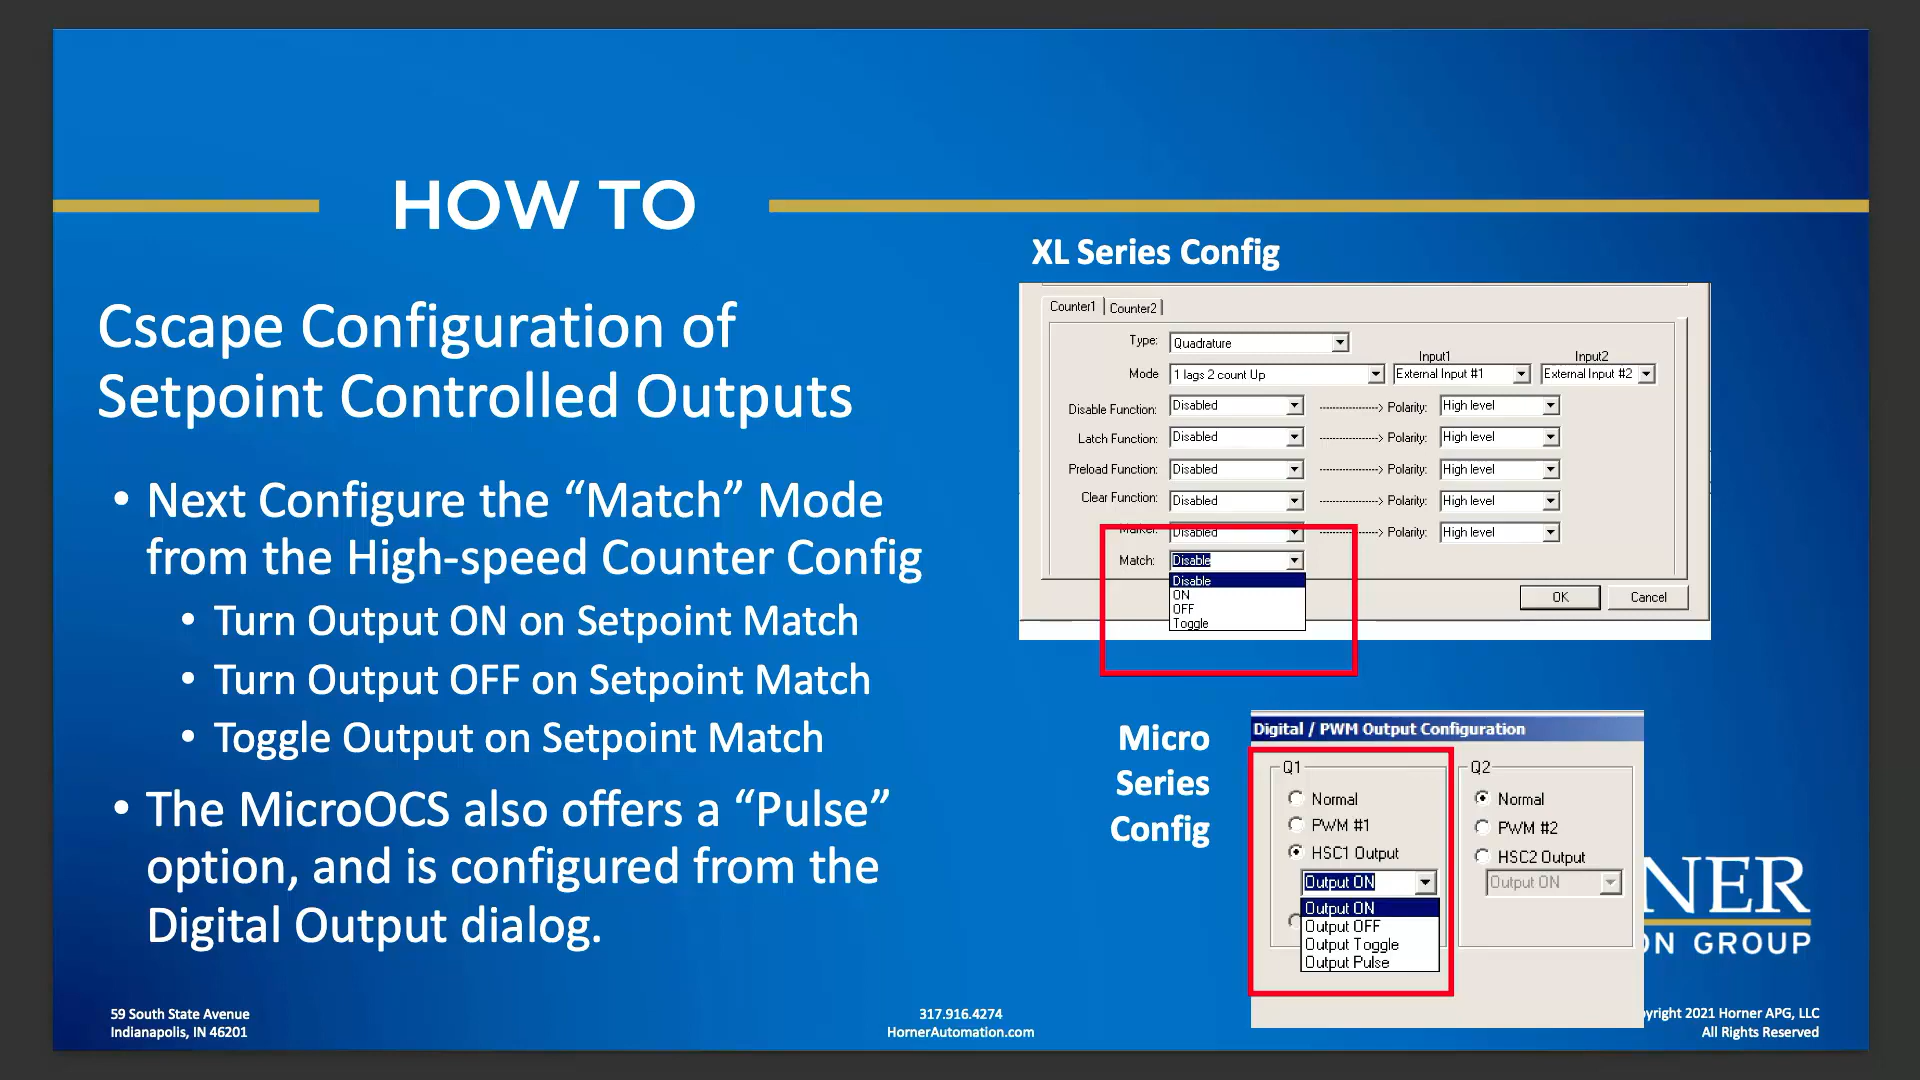 HOW TO
Cscape Configuration of
Setpoint Controlled Outputs
• Next Configure the “Match” Mode
from the High-speed Counter Config
• Turn Output ON on Setpoint Match
• Turn Output OFF on Setpoint Match
• Toggle Output on Setpoint Match
• The MicroOCS also offers a “Pulse”
option, and is configured from the
Digital Output dialog.
XL Series Config
Counter1 Counter2
Type: Quadrature
Input1 Input2
Mode 1 lags 2 count Up External Input #1 External Input #2
Disable Function: Disabled ----------------> Polarity: High level
Latch Function: Disabled ----------------> Polarity: High level
Preload Function: Disabled ----------------> Polarity: High level
Clear Function: Disabled ----------------> Polarity: High level
Marker: Disabled ----------------> Polarity: High level
Match: Disable
Disable
ON
OFF
Toggle
OK Cancel
Micro
Series
Config
Digital / PWM Output Configuration
Q1
Normal
PWM #1
HSC1 Output
Output ON
Output ON
Output OFF
Output Toggle
Output Pulse
Q2
Normal
PWM #2
HSC2 Output
Output ON
NER
ON GROUP
59 South State Avenue
Indianapolis, IN 46201
317.916.4274
HornerAutomation.com
yright 2021 Horner APG, LLC
All Rights Reserved